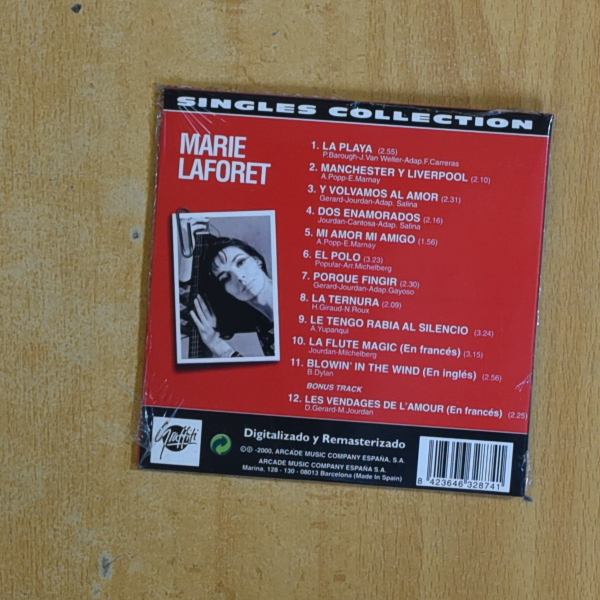 SINGLES COLLECTION
MARIE
LAFORET
1. LA PLAYA (2.55)
P.Barough-J.Van Welter-Adap.F.Carreras
2. MANCHESTER Y LIVERPOOL (2.10)
A.Popp-E.Marnay
3. Y VOLVAMOS AL AMOR (2.31)
Gerard-Jourdan-Adap. Salina
4. DOS ENAMORADOS (2.16)
Jourdan-Cantosa-Adap. Salina
5. MI AMOR MI AMIGO (1.56)
A.Popp-E.Marnay
6. EL POLO (3.23)
Popular-Arr.Michelberg
7. PORQUE FINGIR (2.30)
Gerard-Jourdan-Adap.Gayoso
8. LA TERNURA (2.09)
H.Giraud-N.Roux
9. LE TENGO RABIA AL SILENCIO (3.24)
A.Yupanqui
10. LA FLUTE MAGIC (En francés) (3.15)
Jourdan-Mitchelberg
11. BLOWIN' IN THE WIND (En inglés) (2.56)
B.Dylan
BONUS TRACK
12. LES VENDAGES DE L'AMOUR (En francés) (2.25)
D.Gerard-M.Jourdan
Graffiti
Digitalizado y Remasterizado
©℗ -2000. ARCADE MUSIC COMPANY ESPAÑA, S.A.
ARCADE MUSIC COMPANY ESPAÑA S.A.
Marina, 128 - 130 - 08013 Barcelona (Made In Spain)
8 423646 328741